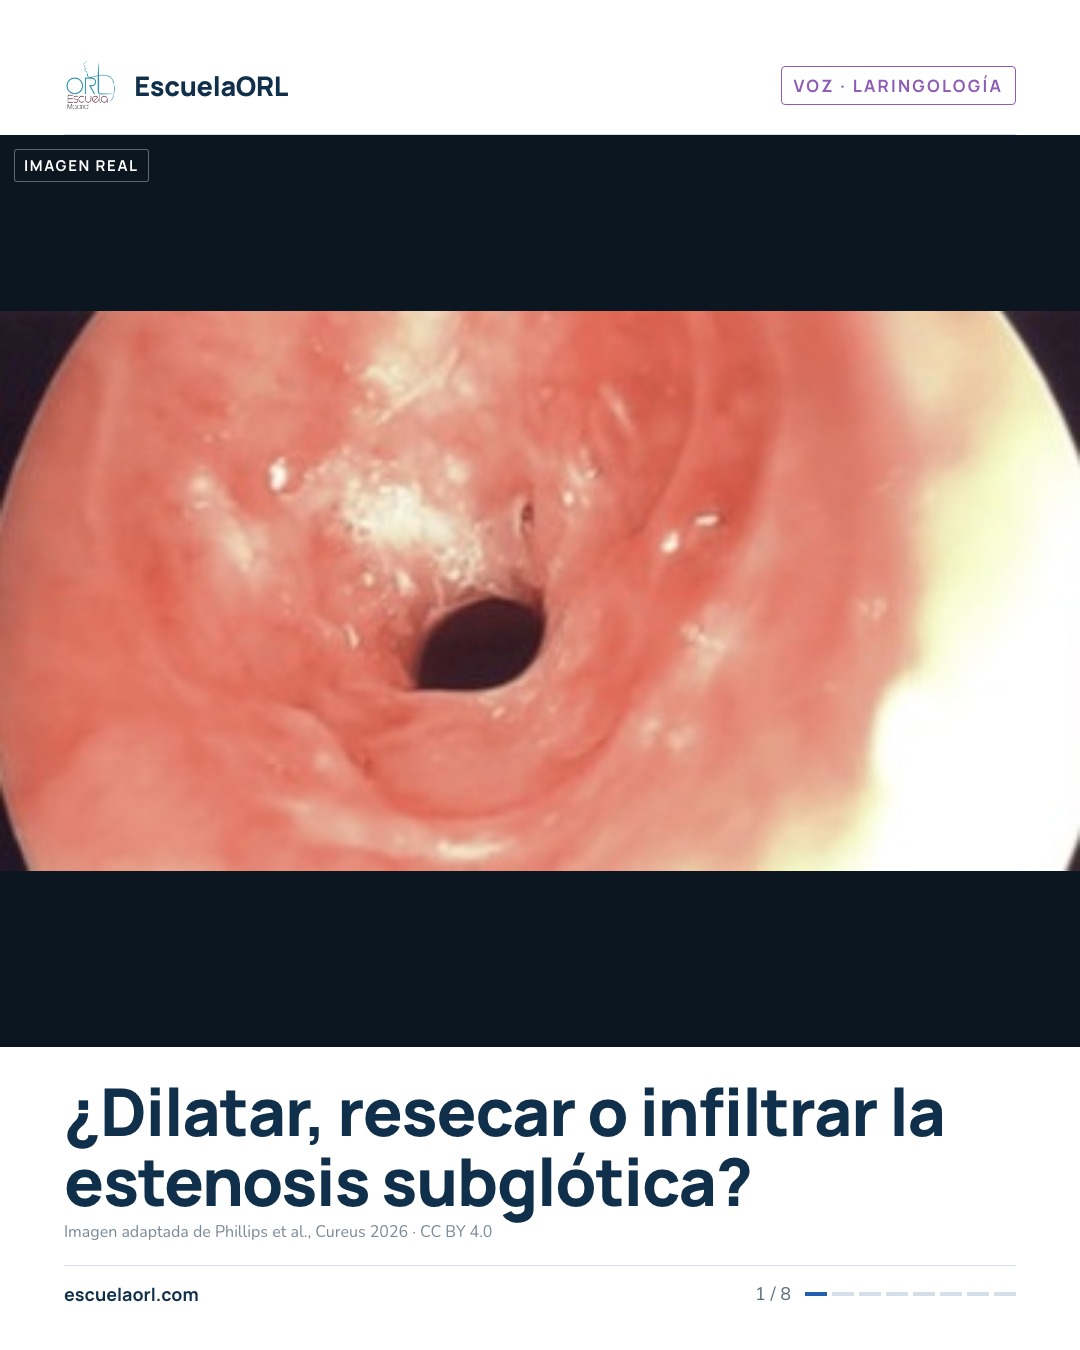 ORL
Escuela
Madrid
EscuelaORL
VOZ · LARINGOLOGÍA
IMAGEN REAL
¿Dilatar, resecar o infiltrar la
estenosis subglótica?
Imagen adaptada de Phillips et al., Cureus 2026 · CC BY 4.0
escuelaorl.com
1 / 8